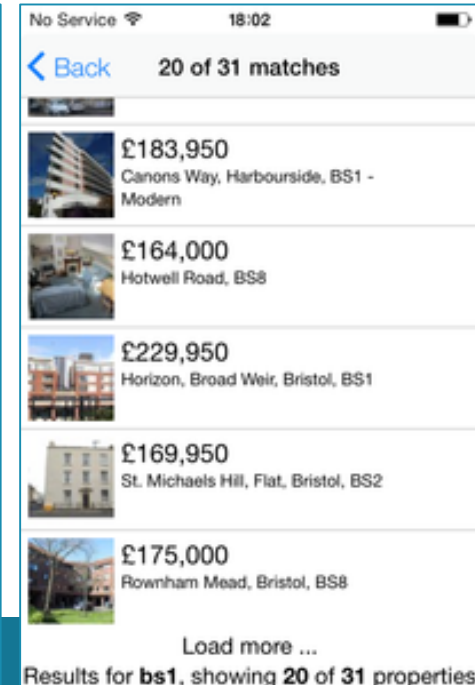 No Service 18:02
Back 20 of 31 matches
£183,950
Canons Way, Harbourside, BS1 -
Modern
£164,000
Hotwell Road, BS8
£229,950
Horizon, Broad Weir, Bristol, BS1
£169,950
St. Michaels Hill, Flat, Bristol, BS2
£175,000
Rownham Mead, Bristol, BS8
Load more ...
Results for bs1, showing 20 of 31 properties